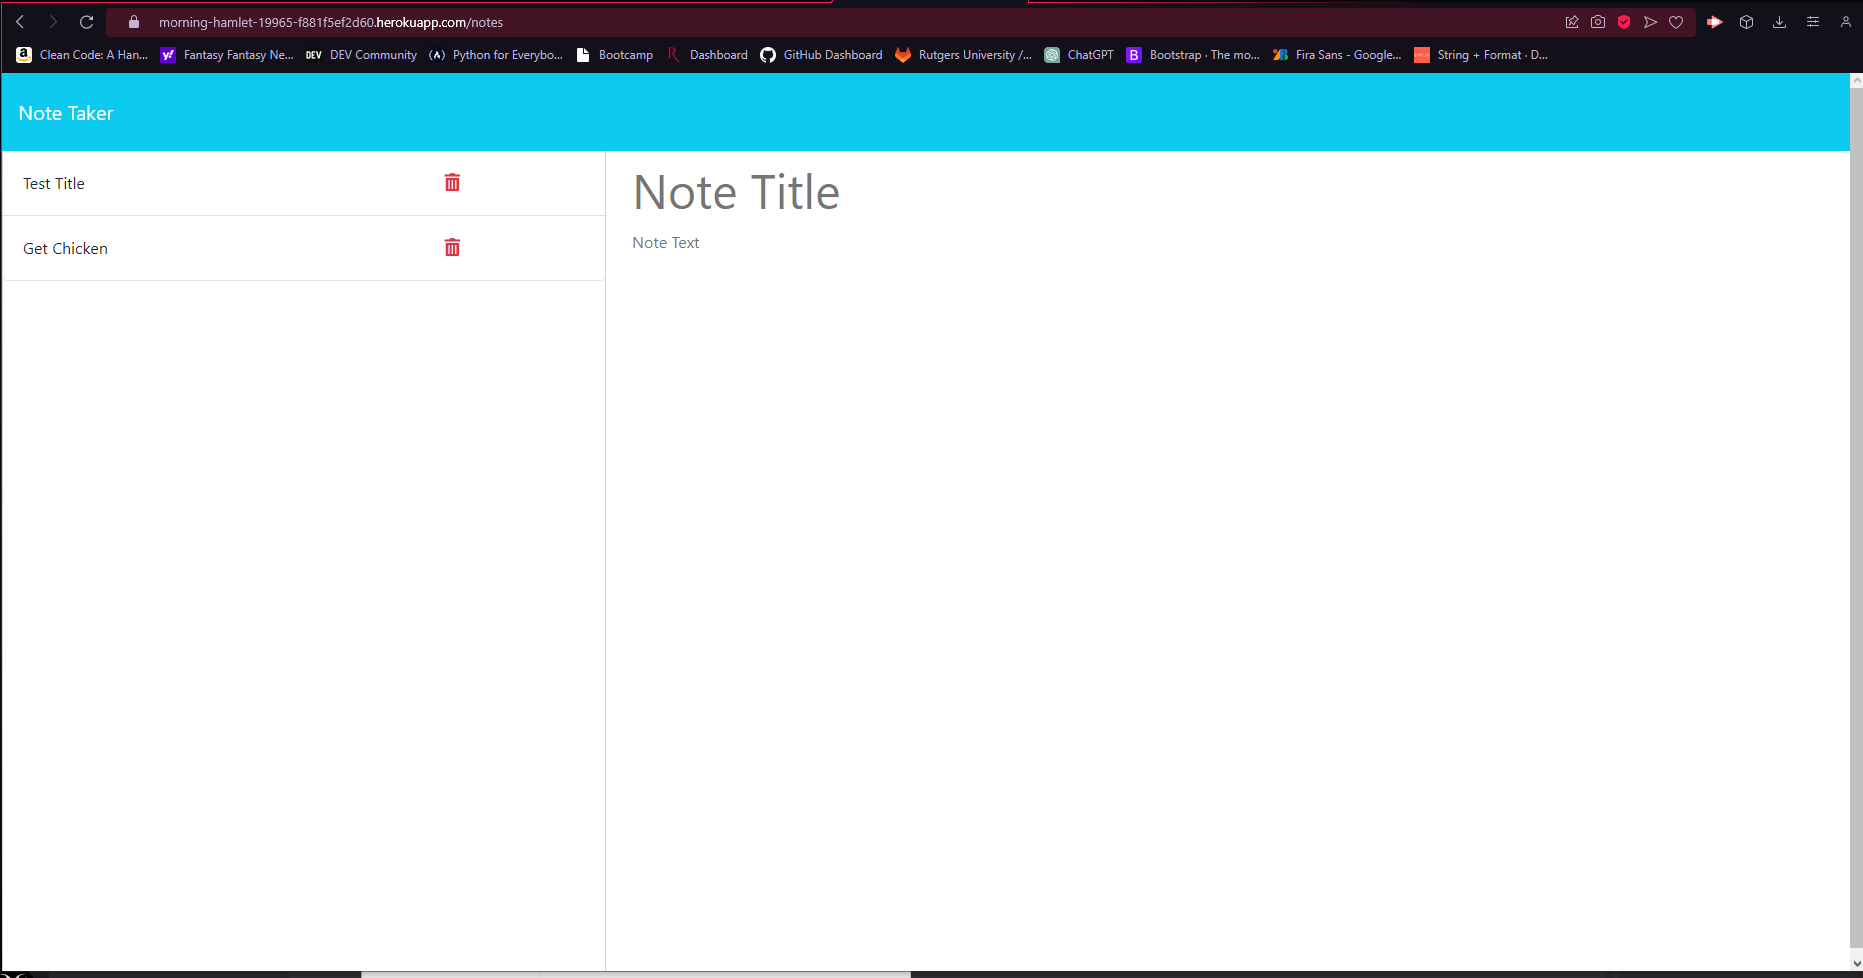 morning-hamlet-19965-f881f5ef2d60.herokuapp.com/notes
Clean Code: A Han... Fantasy Fantasy Ne... DEV DEV Community Python for Everybo... Bootcamp Dashboard GitHub Dashboard Rutgers University /... ChatGPT B Bootstrap · The mo... Fira Sans - Google... String + Format · D...
Note Taker
Test Title
Get Chicken
Note Title
Note Text